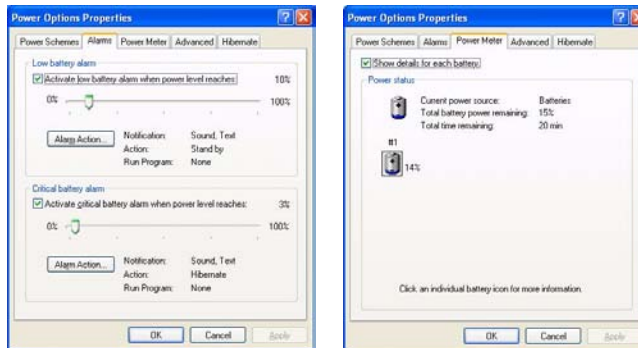 Power Options Properties
Power Schemes Alarms Power Meter Advanced Hibernate
Low battery alarm
Activate low battery alarm when power level reaches: 10%
0% 100%
Alarm Action... Notification: Sound, Text
Action: Stand by
Run Program: None
Critical battery alarm
Activate critical battery alarm when power level reaches: 3%
0% 100%
Alarm Action... Notification: Sound, Text
Action: Hibernate
Run Program: None
OK Cancel Apply
Power Options Properties
Power Schemes Alarms Power Meter Advanced Hibernate
Show details for each battery.
Power status
Current power source: Batteries
Total battery power remaining: 15%
Total time remaining: 20 min
#1
14%
Click an individual battery icon for more information.
OK Cancel Apply